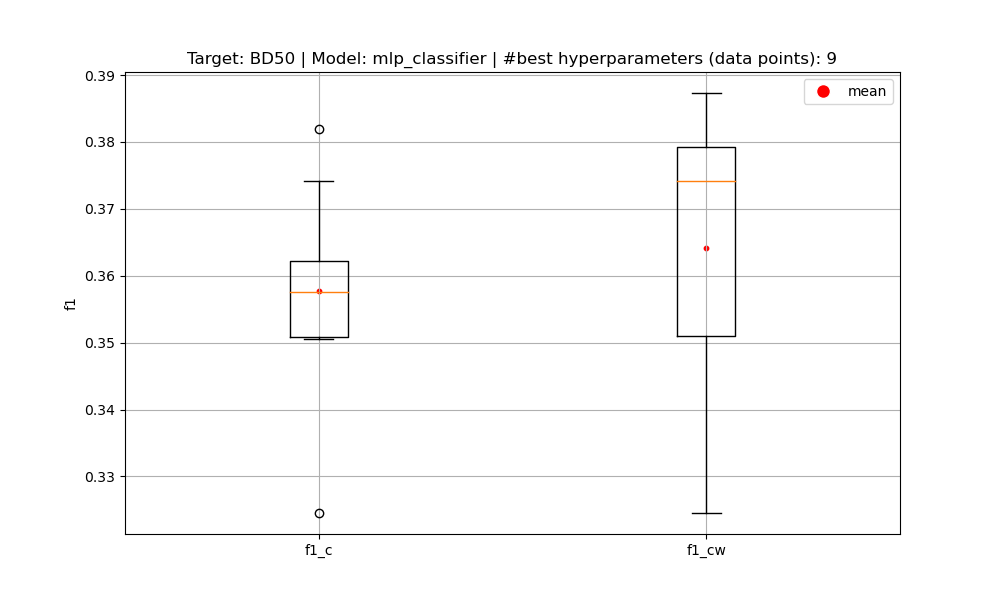 Target: BD50 | Model: mlp_classifier | #best hyperparameters (data points): 9
mean
0.39
0.38
0.37
0.36
0.35
0.34
0.33
f1
f1_c
f1_cw